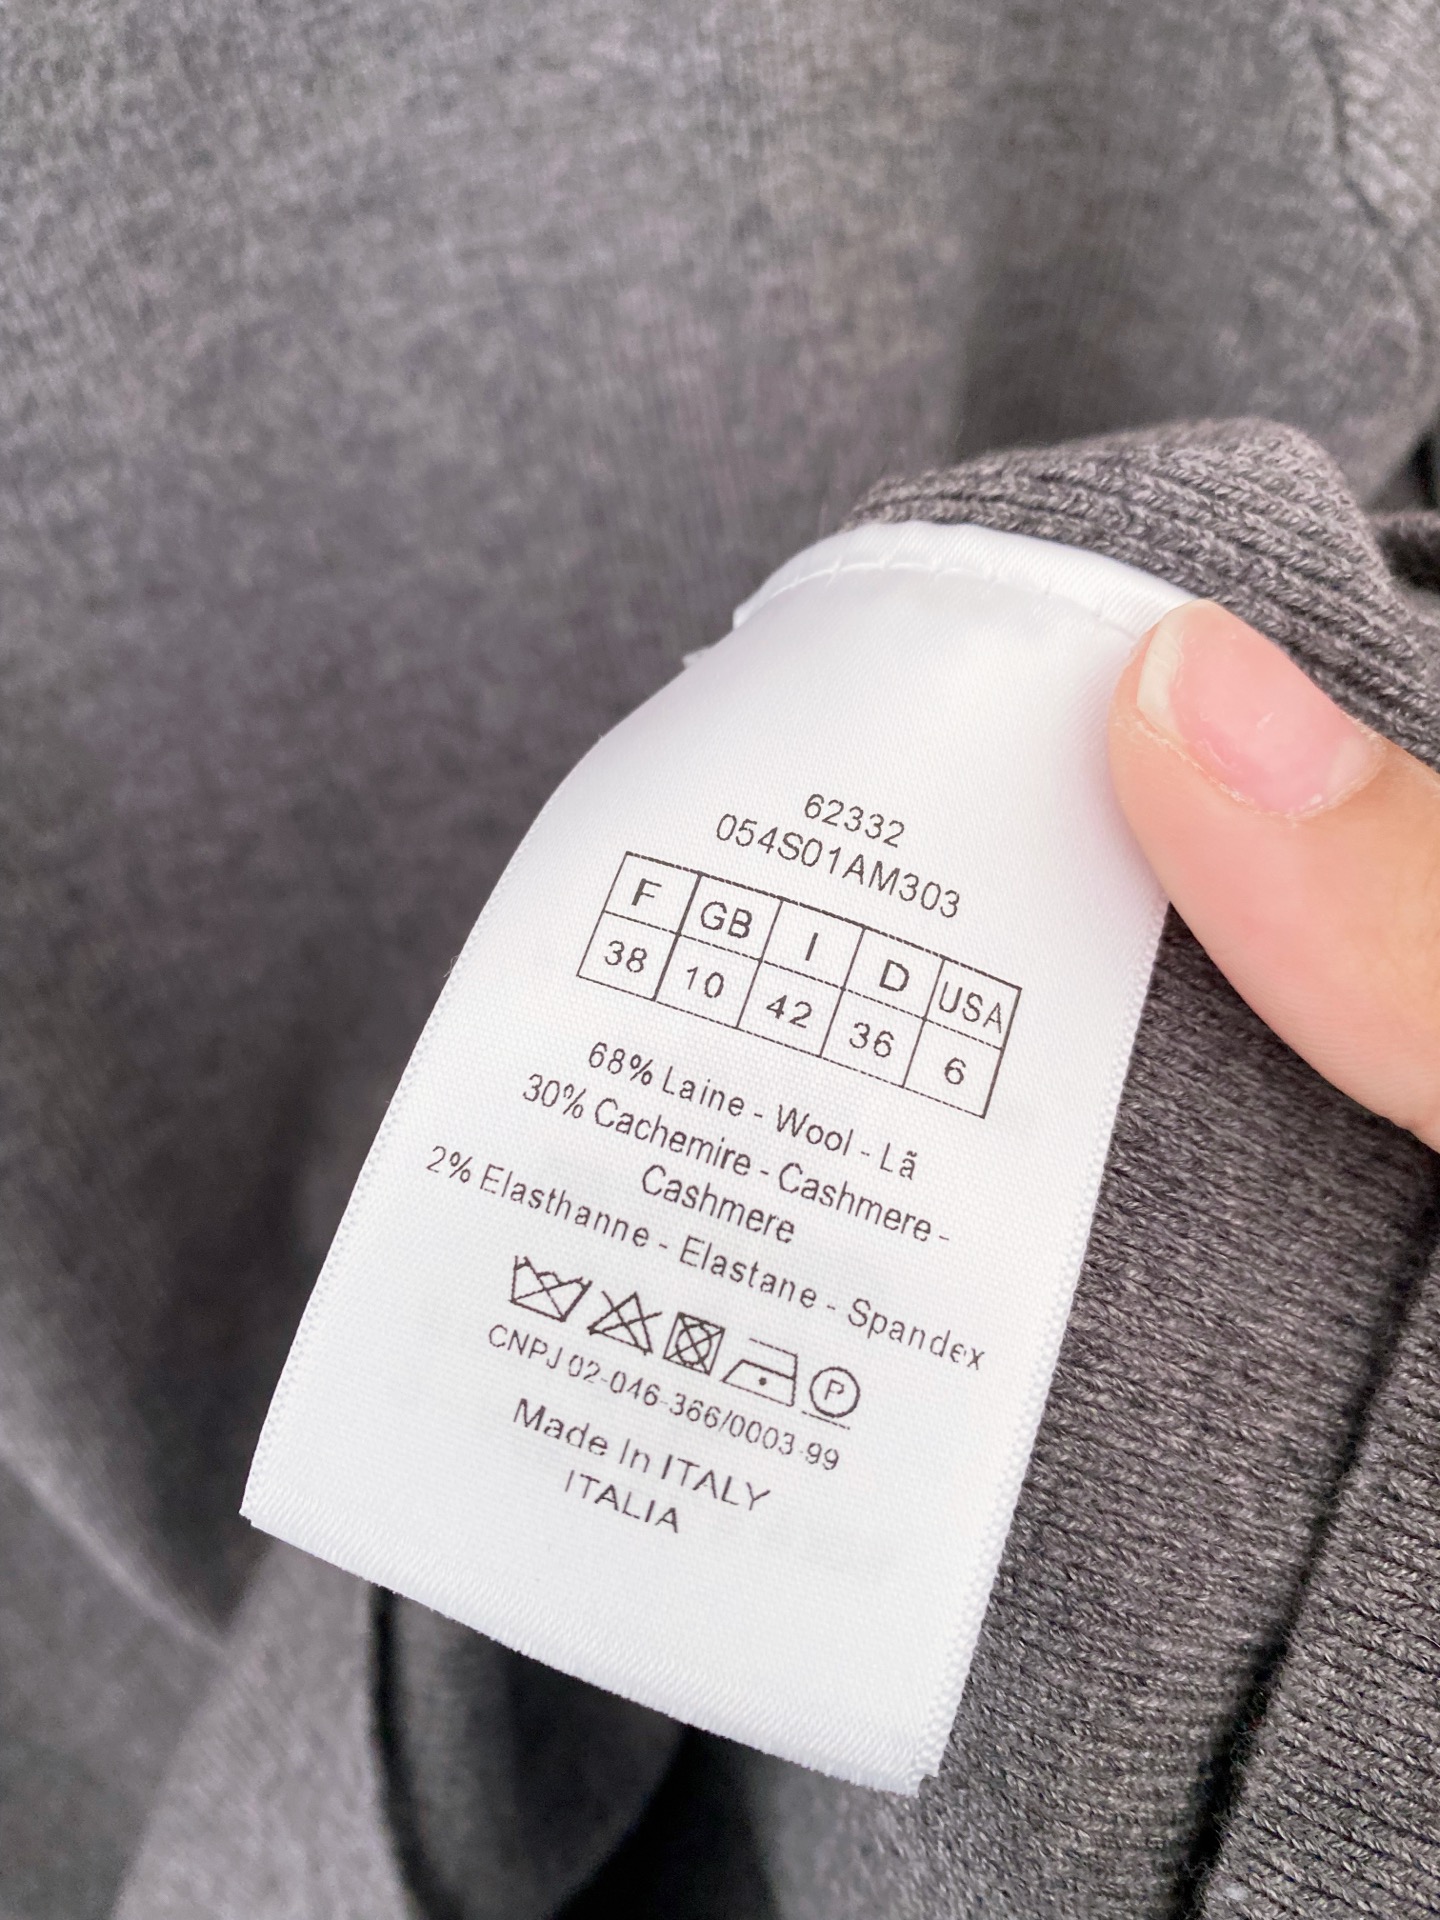 62332
054S01AM303
F GB I D USA
38 10 42 36 6
68% Laine - Wool - Lã
30% Cachemire - Cashmere -
Cashmere
2% Elasthanne - Elastane - Spandex
P
CNPJ 02-046-366/0003-99
Made In ITALY
ITALIA